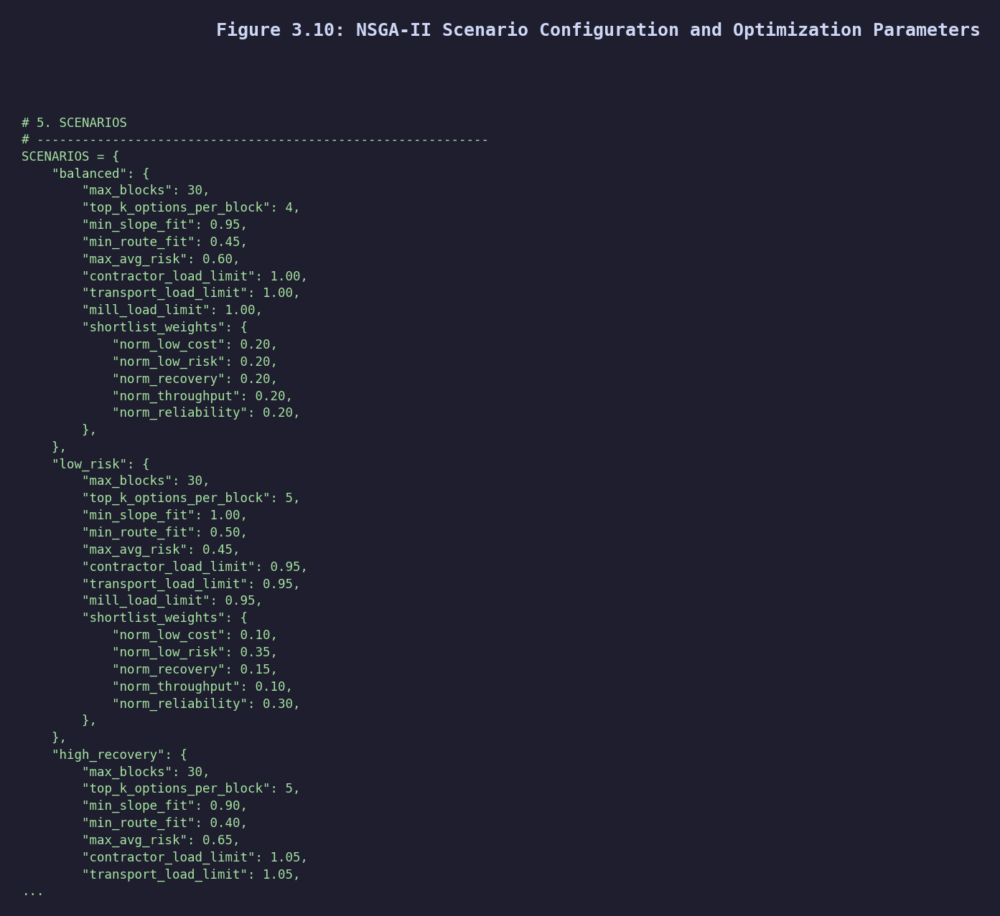 Figure 3.10: NSGA-II Scenario Configuration and Optimization Parameters
# 5. SCENARIOS
# ------------------------------------------------------------
SCENARIOS = {
    "balanced": {
        "max_blocks": 30,
        "top_k_options_per_block": 4,
        "min_slope_fit": 0.95,
        "min_route_fit": 0.45,
        "max_avg_risk": 0.60,
        "contractor_load_limit": 1.00,
        "transport_load_limit": 1.00,
        "mill_load_limit": 1.00,
        "shortlist_weights": {
            "norm_low_cost": 0.20,
            "norm_low_risk": 0.20,
            "norm_recovery": 0.20,
            "norm_throughput": 0.20,
            "norm_reliability": 0.20,
        },
    },
    "low_risk": {
        "max_blocks": 30,
        "top_k_options_per_block": 5,
        "min_slope_fit": 1.00,
        "min_route_fit": 0.50,
        "max_avg_risk": 0.45,
        "contractor_load_limit": 0.95,
        "transport_load_limit": 0.95,
        "mill_load_limit": 0.95,
        "shortlist_weights": {
            "norm_low_cost": 0.10,
            "norm_low_risk": 0.35,
            "norm_recovery": 0.15,
            "norm_throughput": 0.10,
            "norm_reliability": 0.30,
        },
    },
    "high_recovery": {
        "max_blocks": 30,
        "top_k_options_per_block": 5,
        "min_slope_fit": 0.90,
        "min_route_fit": 0.40,
        "max_avg_risk": 0.65,
        "contractor_load_limit": 1.05,
        "transport_load_limit": 1.05,
...